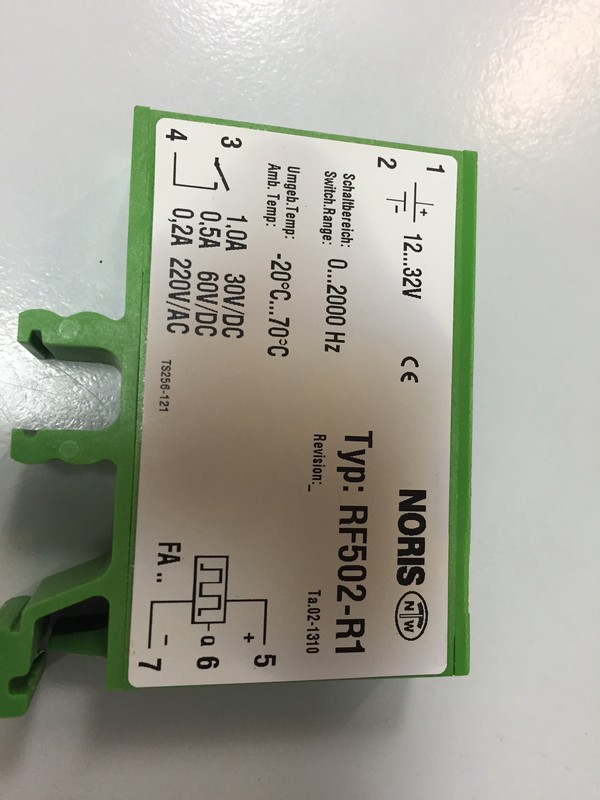 1
2
+
-
12...32V
CE
NORIS
NTW
Schaltbereich:
Switch.Range:
0...2000 Hz
Typ: RF502-R1
Revision:_
Ta.02-1310
Umgeb.Temp:
Amb.Temp:
-20°C...70°C
3
4
1.0A 30V/DC
0,5A 60V/DC
0,2A 220V/AC
TS256-121
FA ..
+ 5
q 6
- 7